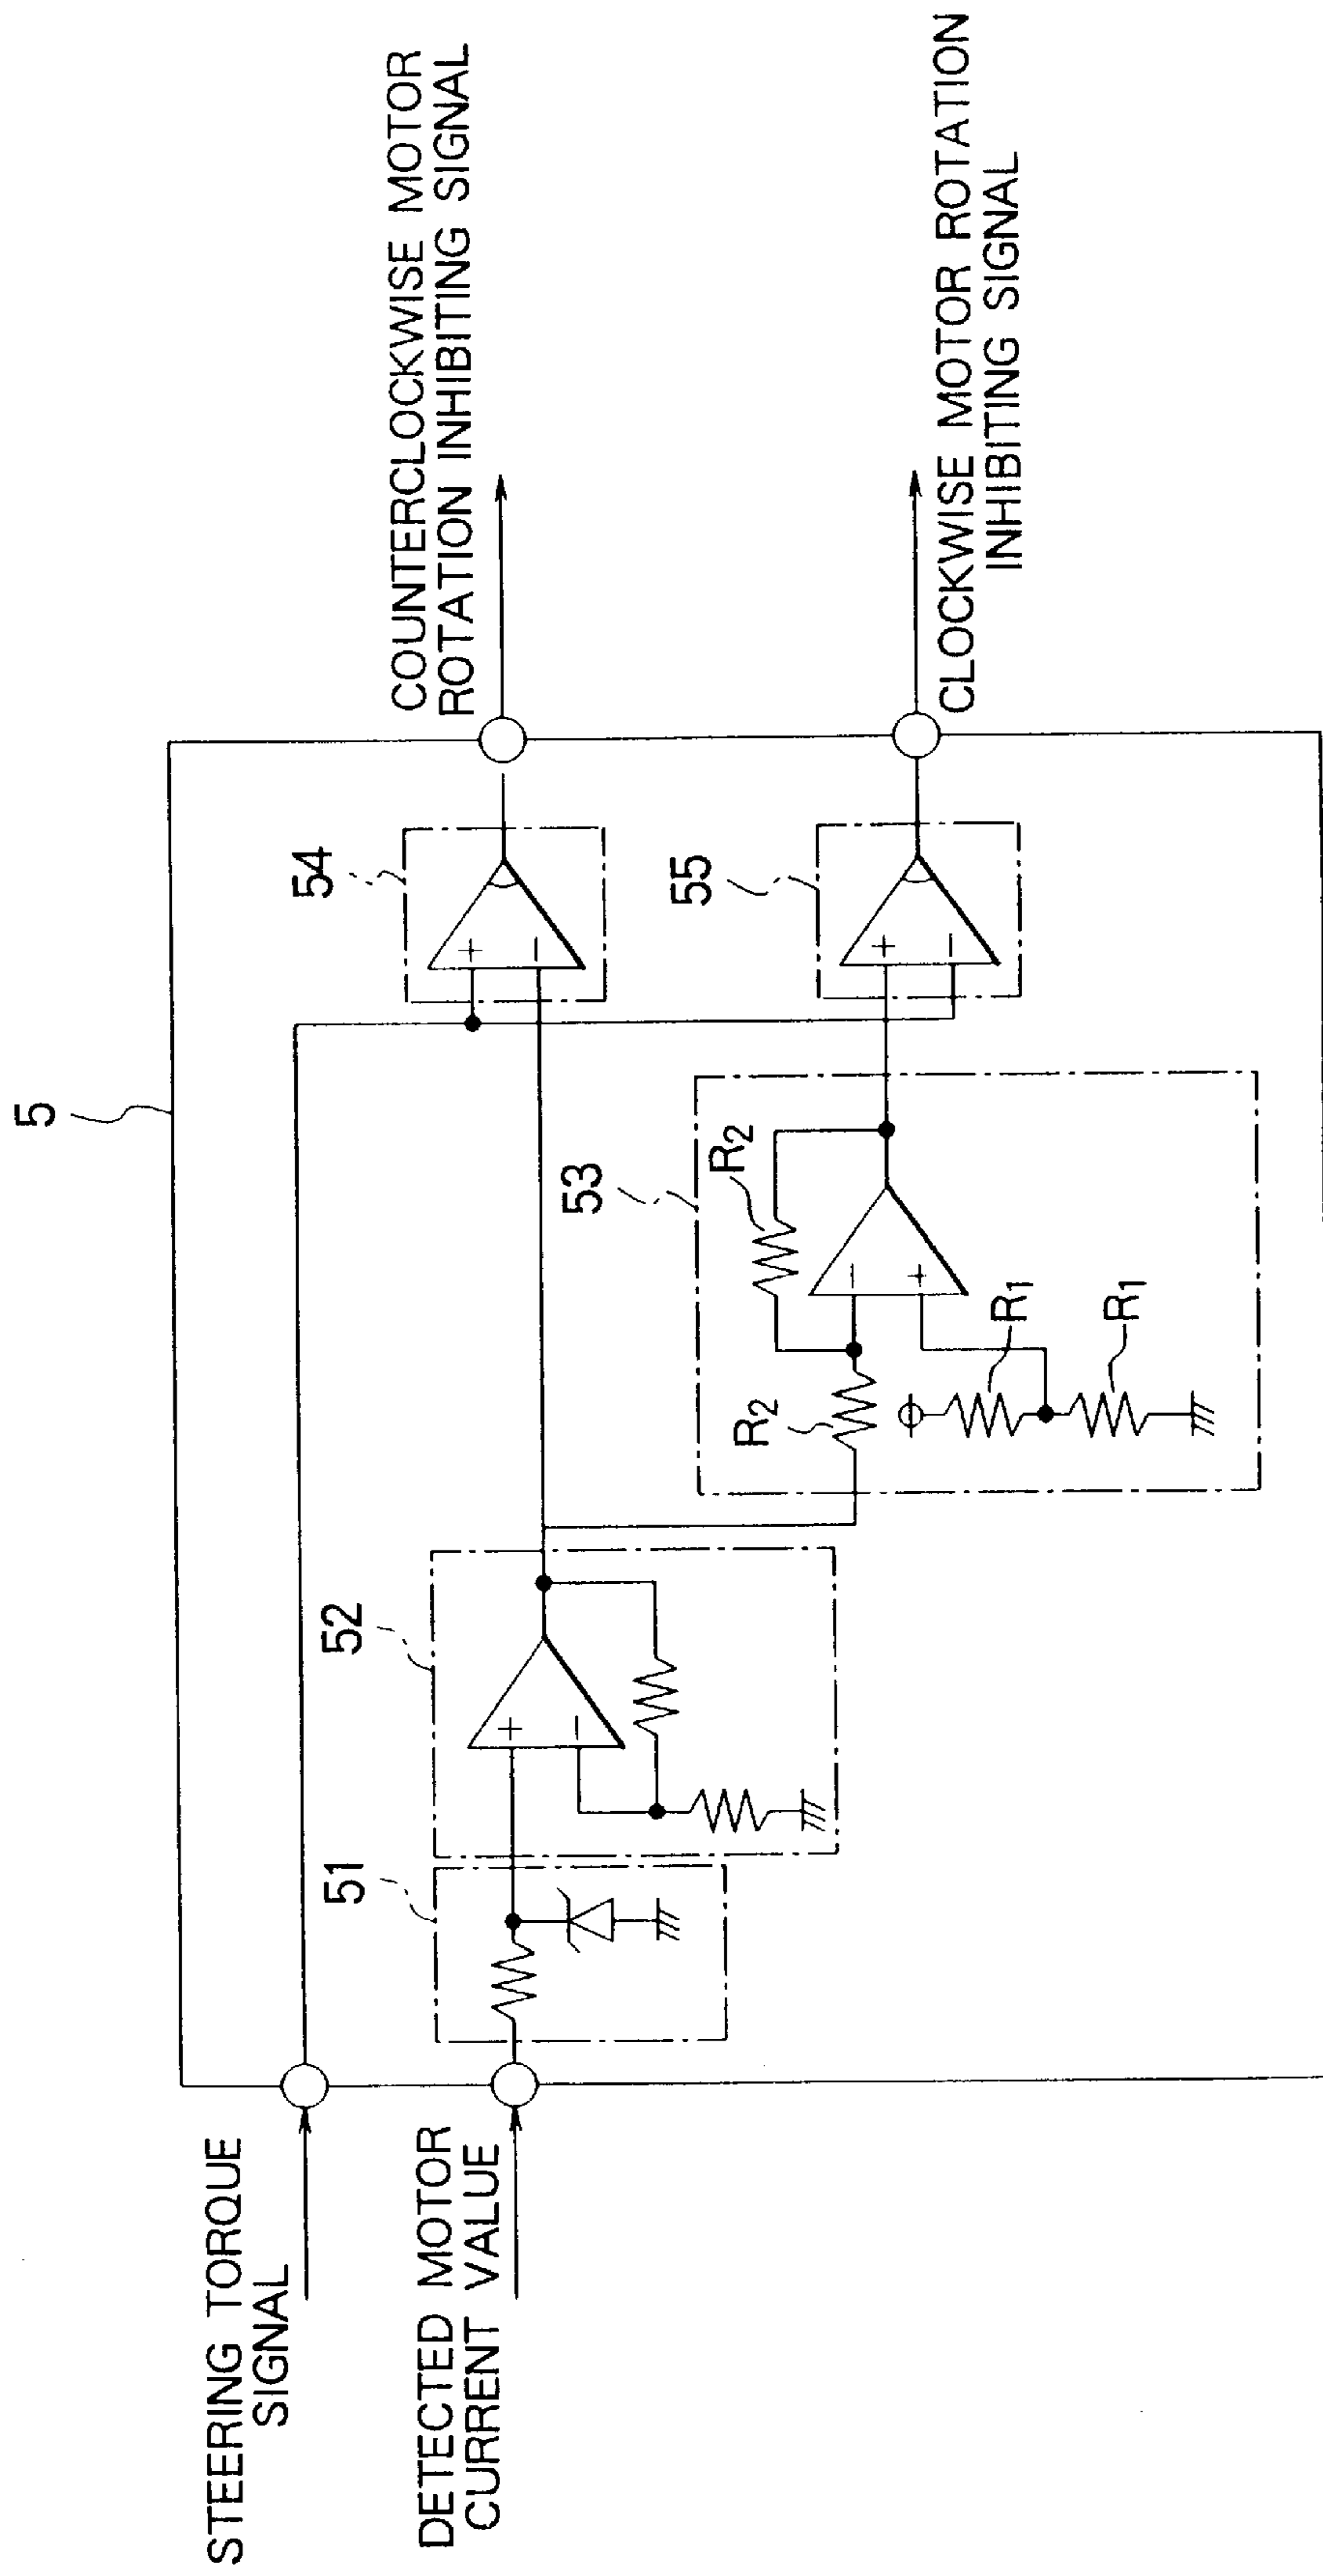 5
STEERING TORQUE
SIGNAL
DETECTED MOTOR
CURRENT VALUE
51
+
−
52
53
R2
R2
−
+
R1
R1
54
+
−
55
+
−
COUNTERCLOCKWISE MOTOR
ROTATION INHIBITING SIGNAL
CLOCKWISE MOTOR ROTATION
INHIBITING SIGNAL